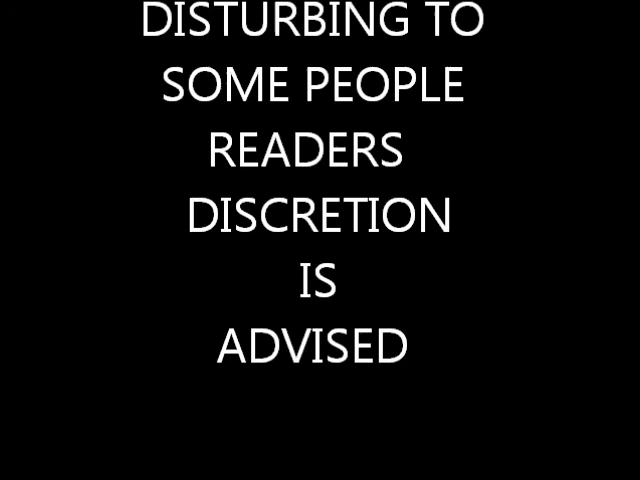 DISTURBING TO
SOME PEOPLE
READERS
DISCRETION
IS
ADVISED